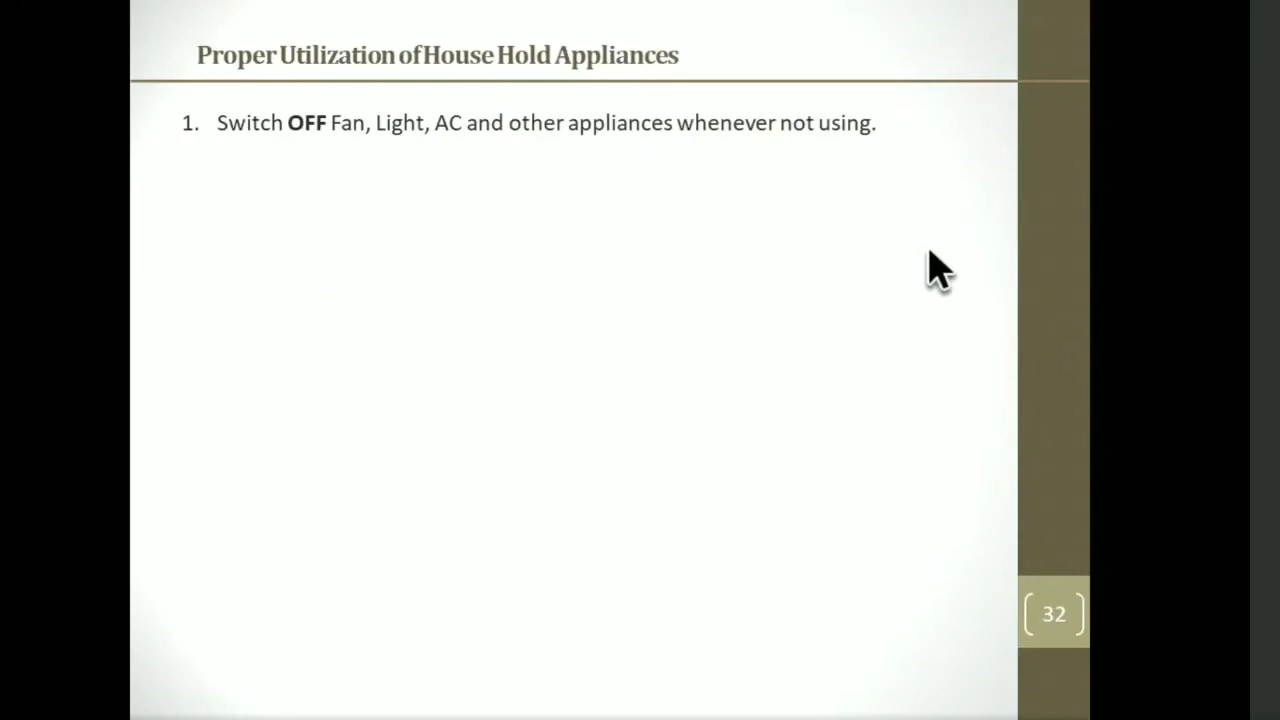 Proper Utilization of House Hold Appliances
1. Switch OFF Fan, Light, AC and other appliances whenever not using.
32